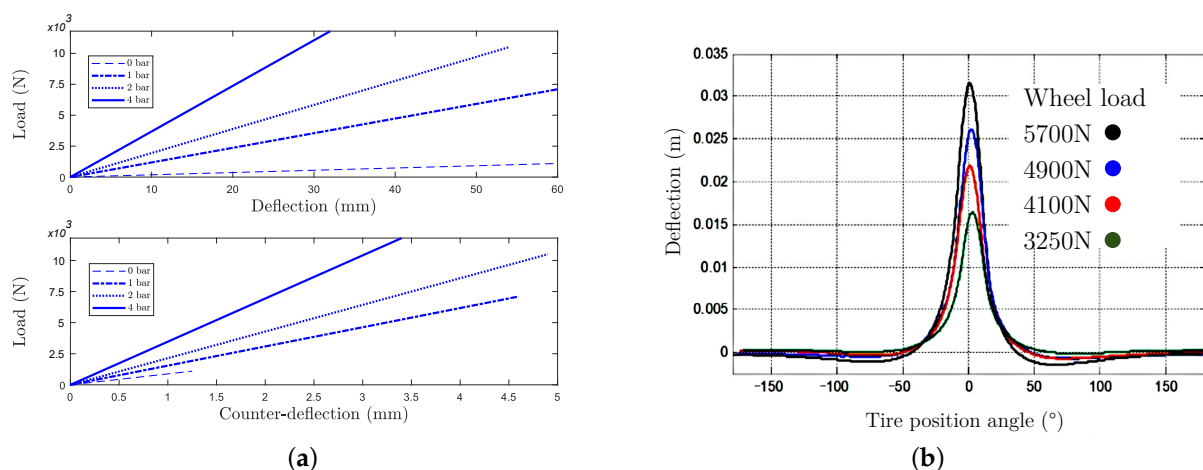 ×10³
10
7.5
5
2.5
0
Load (N)
0 bar
1 bar
2 bar
4 bar
0 10 20 30 40 50 60
Deflection (mm)
×10³
10
7.5
5
2.5
0
Load (N)
0 bar
1 bar
2 bar
4 bar
0 0.5 1 1.5 2 2.5 3 3.5 4 4.5 5
Counter-deflection (mm)
(a)
0.035
0.03
0.025
0.02
0.015
0.01
0.005
0
Deflection (m)
Wheel load
5700N
4900N
4100N
3250N
-150 -100 -50 0 50 100 150
Tire position angle (°)
(b)